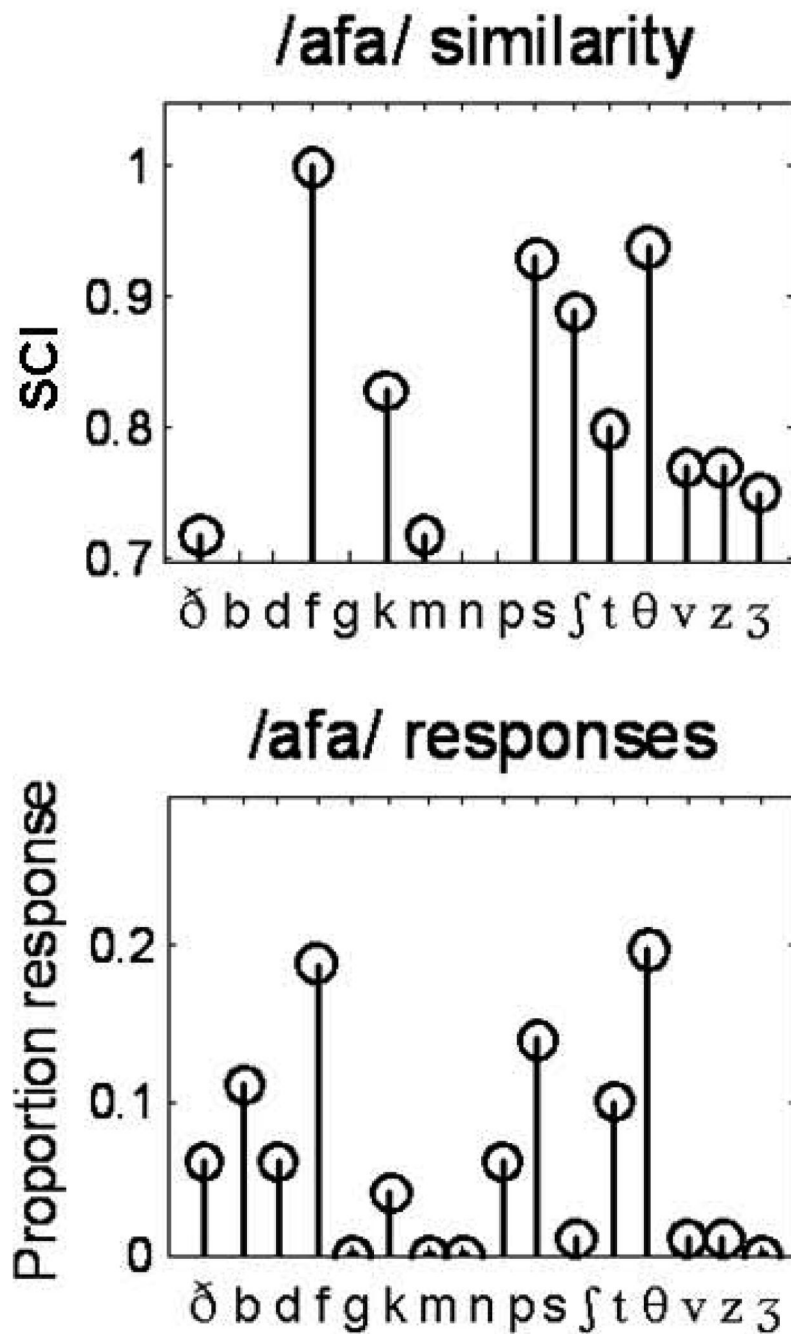 /afa/ similarity
SCI
1
0.9
0.8
0.7
ð b d f g k m n p s ʃ t θ v z ʒ
/afa/ responses
Proportion response
0.2
0.1
0
ð b d f g k m n p s ʃ t θ v z ʒ